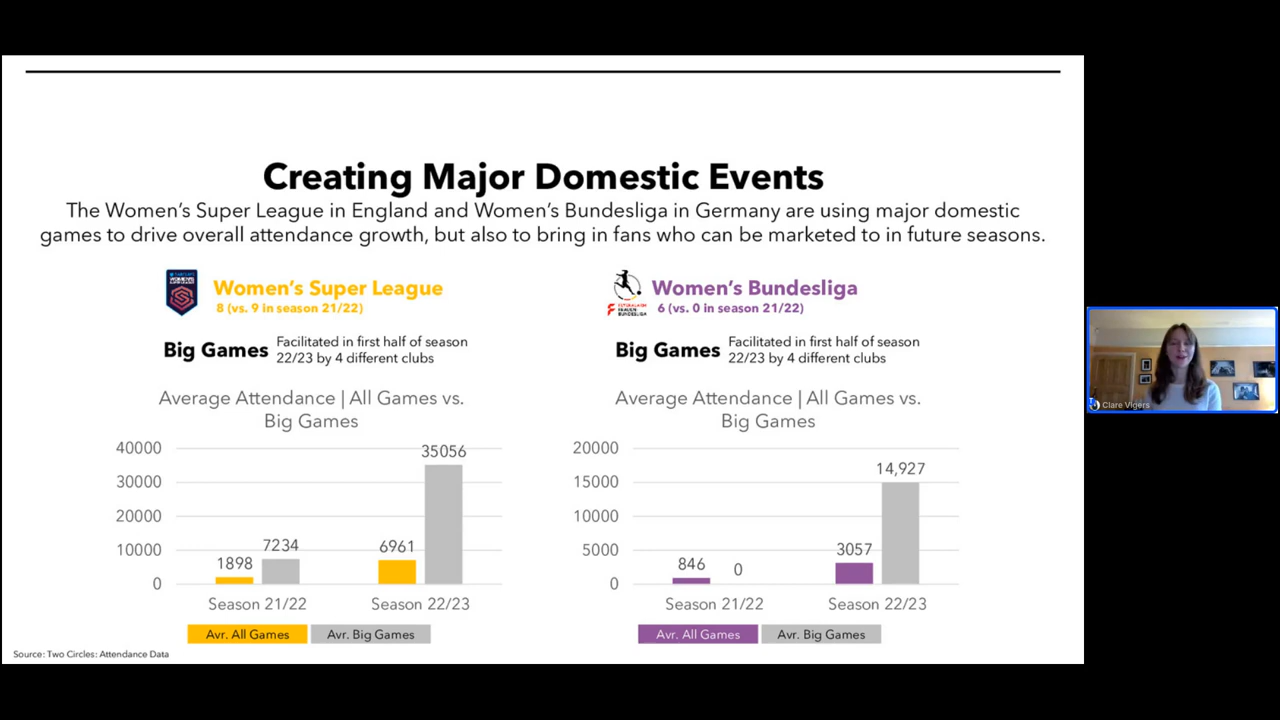 Creating Major Domestic Events
The Women's Super League in England and Women's Bundesliga in Germany are using major domestic
games to drive overall attendance growth, but also to bring in fans who can be marketed to in future seasons.
Women's Super League
8 (vs. 9 in season 21/22)
Big Games
Facilitated in first half of season
22/23 by 4 different clubs
Average Attendance | All Games vs.
Big Games
40000
30000
20000
10000
0
1898
7234
6961
35056
Season 21/22
Season 22/23
Avr. All Games
Avr. Big Games
Women's Bundesliga
6 (vs. 0 in season 21/22)
Big Games
Facilitated in first half of season
22/23 by 4 different clubs
Average Attendance | All Games vs.
Big Games
20000
15000
10000
5000
0
846
0
3057
14,927
Season 21/22
Season 22/23
Avr. All Games
Avr. Big Games
Source: Two Circles: Attendance Data
Clare Vigers